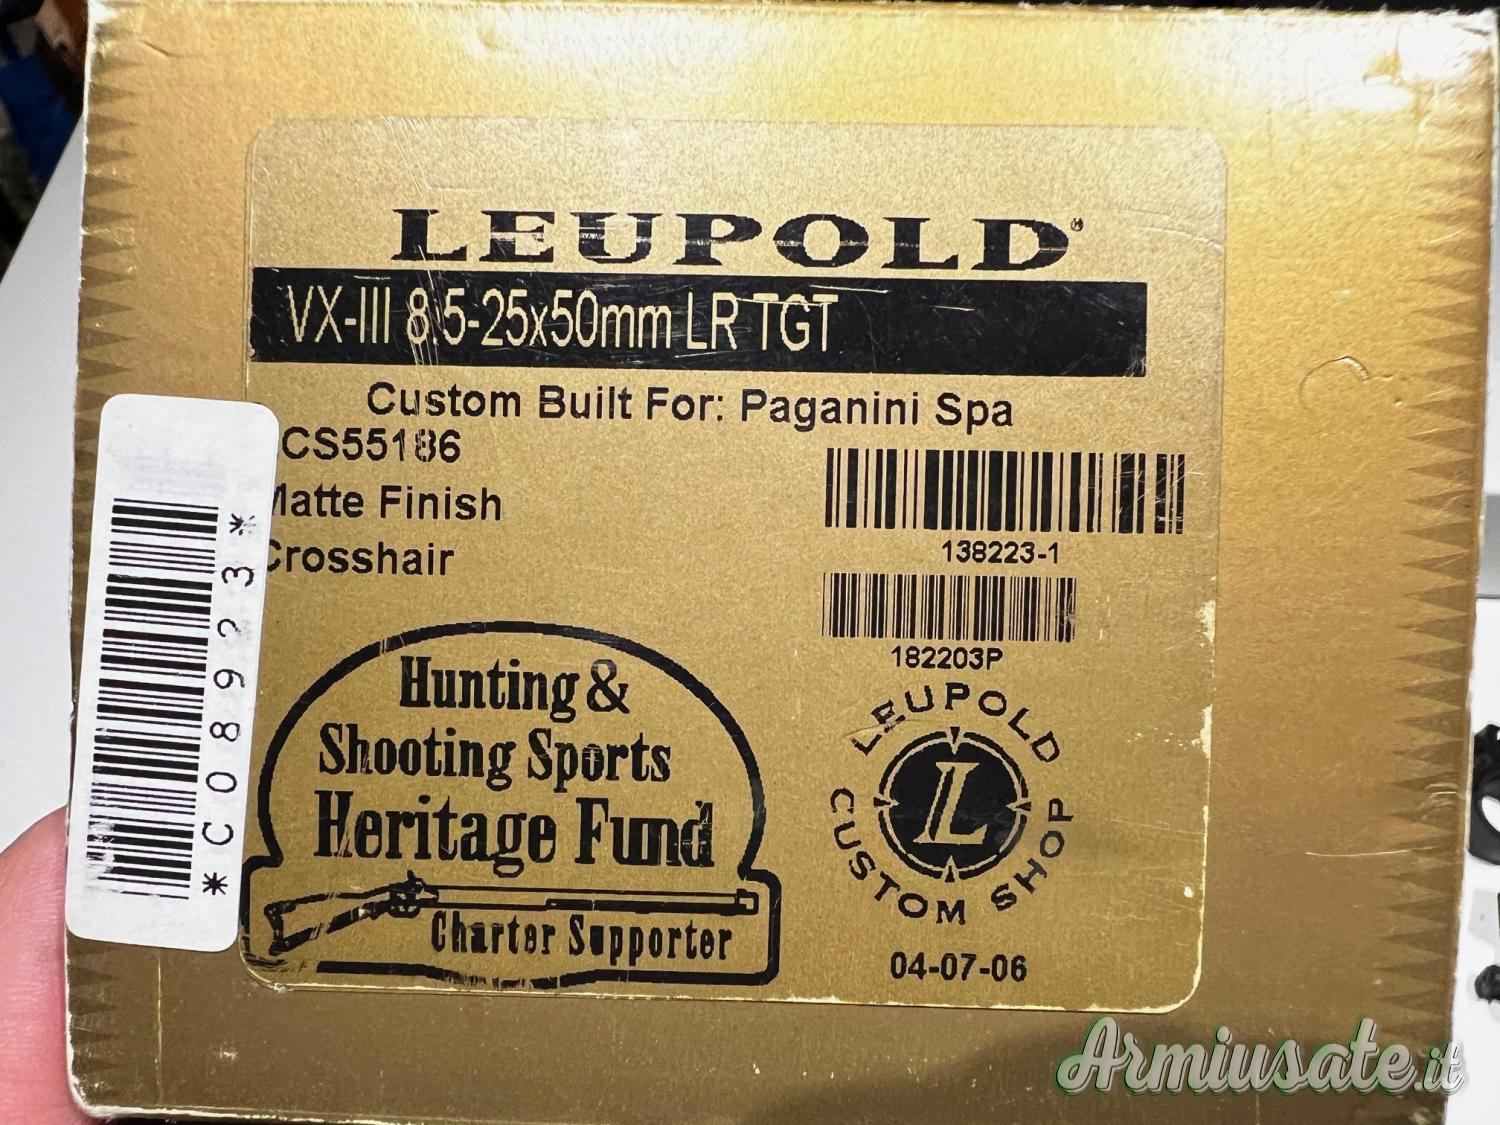 LEUPOLD®
VX-III 8.5-25x50mm LR TGT
Custom Built For: Paganini Spa
CS55186
Matte Finish
Crosshair
138223-1
182203P
*C08923*
Hunting &
Shooting Sports
Heritage Fund
Charter Supporter
LEUPOLD
L
CUSTOM SHOP
04-07-06
Armiusate.it